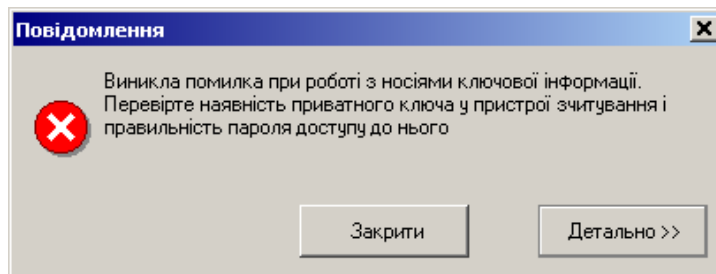 Повідомлення
Виникла помилка при роботі з носіями ключової інформації.
Перевірте наявність приватного ключа у пристрої зчитування і
правильність пароля доступу до нього
Закрити
Детально >>